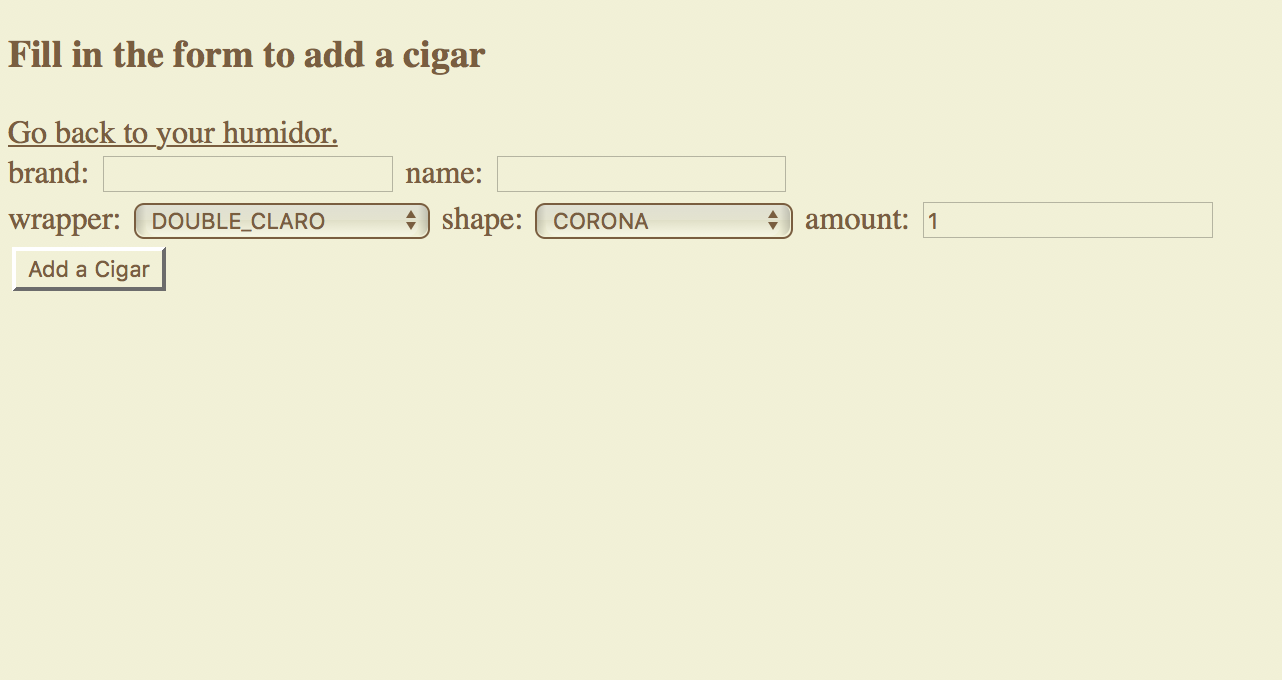 Fill in the form to add a cigar
Go back to your humidor.
brand: name:
wrapper: DOUBLE_CLARO shape: CORONA amount: 1
Add a Cigar